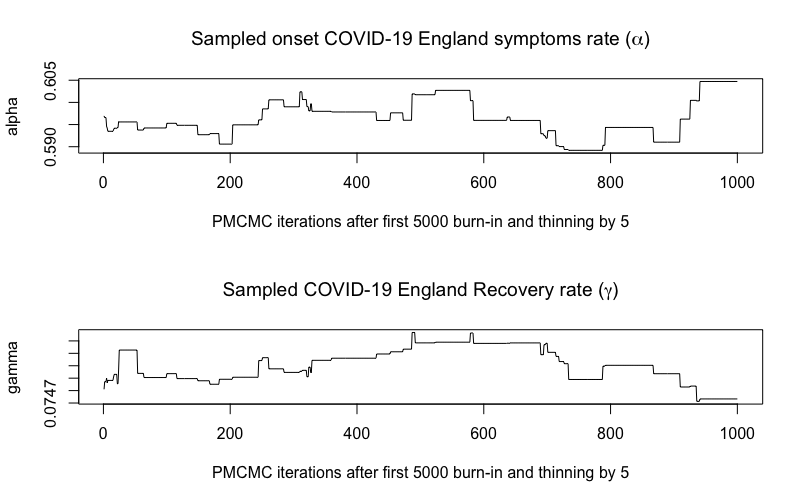 Sampled onset COVID-19 England symptoms rate (α)
alpha
0.605
0.590
0 200 400 600 800 1000
PMCMC iterations after first 5000 burn-in and thinning by 5
Sampled COVID-19 England Recovery rate (γ)
gamma
0.0747
0 200 400 600 800 1000
PMCMC iterations after first 5000 burn-in and thinning by 5